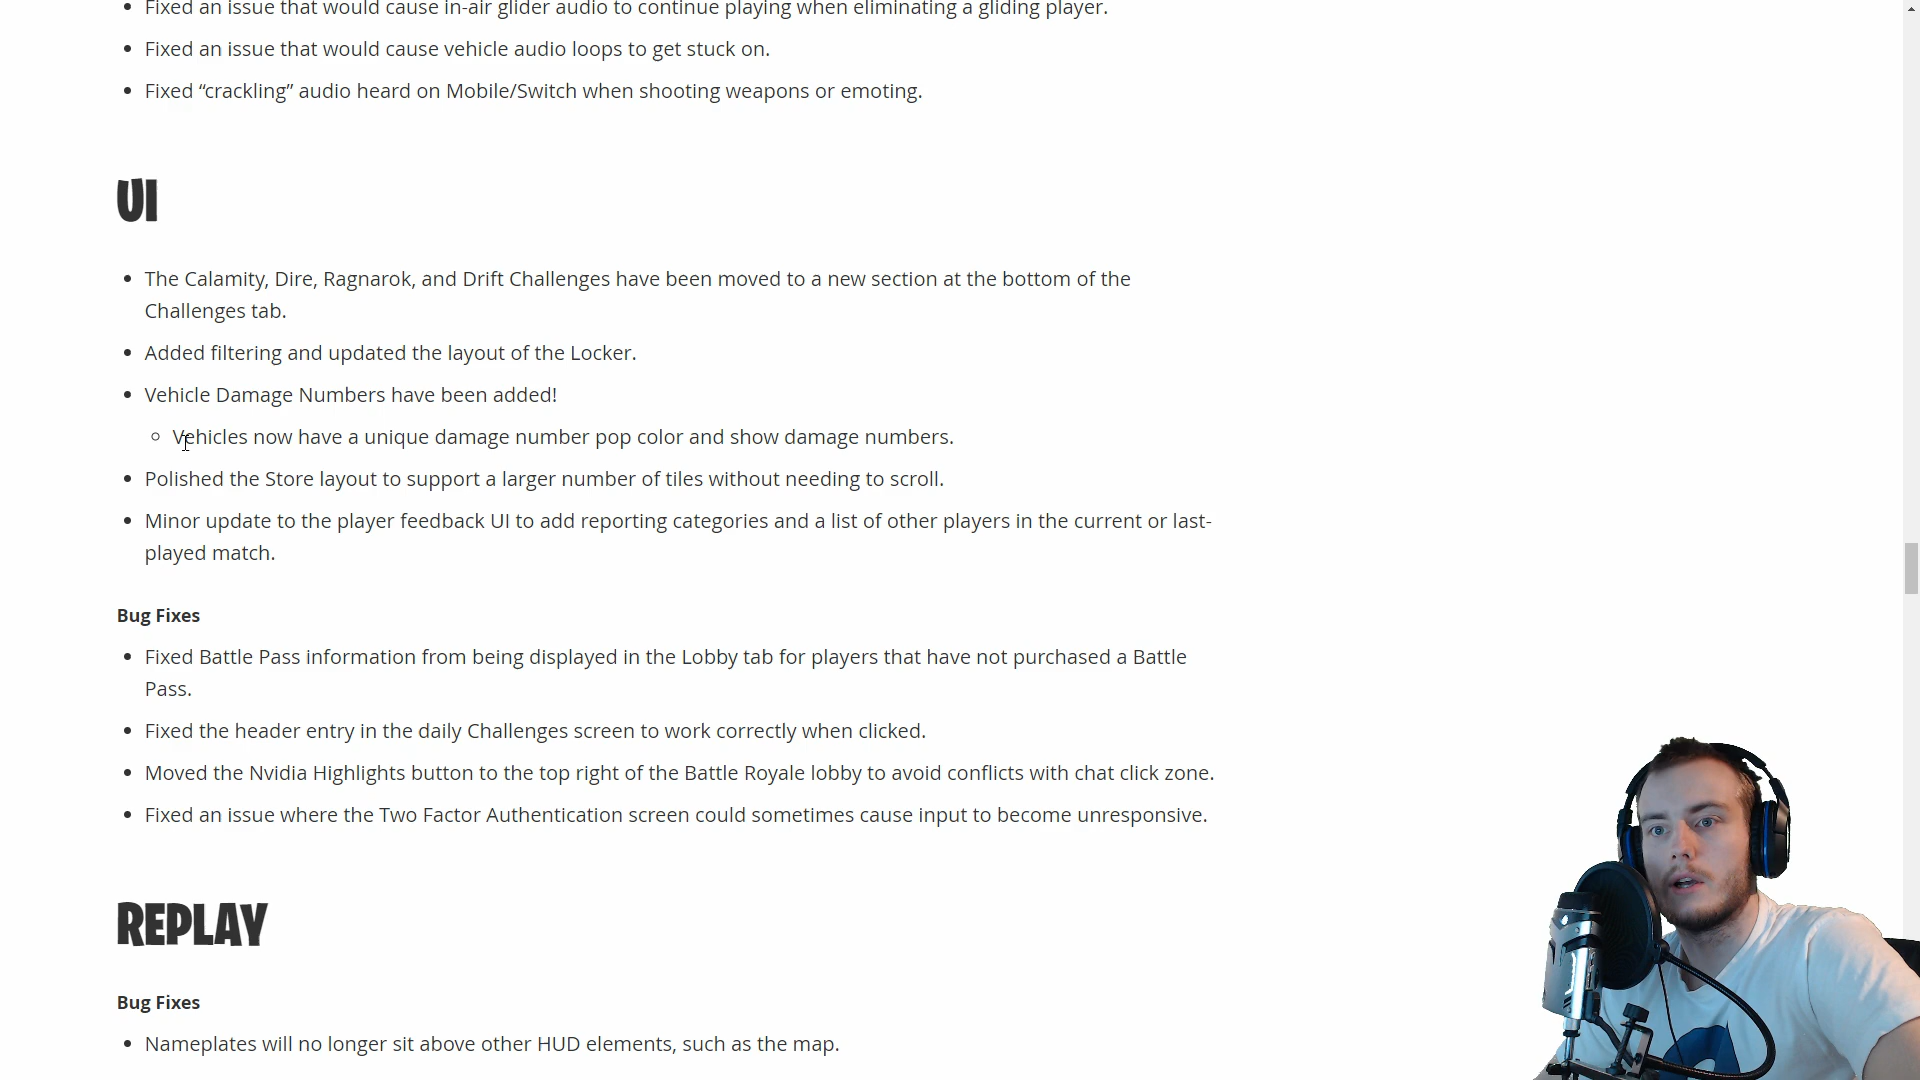 Fixed an issue that would cause in-air glider audio to continue playing when eliminating a gliding player.
Fixed an issue that would cause vehicle audio loops to get stuck on.
Fixed “crackling” audio heard on Mobile/Switch when shooting weapons or emoting.
UI
The Calamity, Dire, Ragnarok, and Drift Challenges have been moved to a new section at the bottom of the
Challenges tab.
Added filtering and updated the layout of the Locker.
Vehicle Damage Numbers have been added!
Vehicles now have a unique damage number pop color and show damage numbers.
Polished the Store layout to support a larger number of tiles without needing to scroll.
Minor update to the player feedback UI to add reporting categories and a list of other players in the current or last-
played match.
Bug Fixes
Fixed Battle Pass information from being displayed in the Lobby tab for players that have not purchased a Battle
Pass.
Fixed the header entry in the daily Challenges screen to work correctly when clicked.
Moved the Nvidia Highlights button to the top right of the Battle Royale lobby to avoid conflicts with chat click zone.
Fixed an issue where the Two Factor Authentication screen could sometimes cause input to become unresponsive.
REPLAY
Bug Fixes
Nameplates will no longer sit above other HUD elements, such as the map.